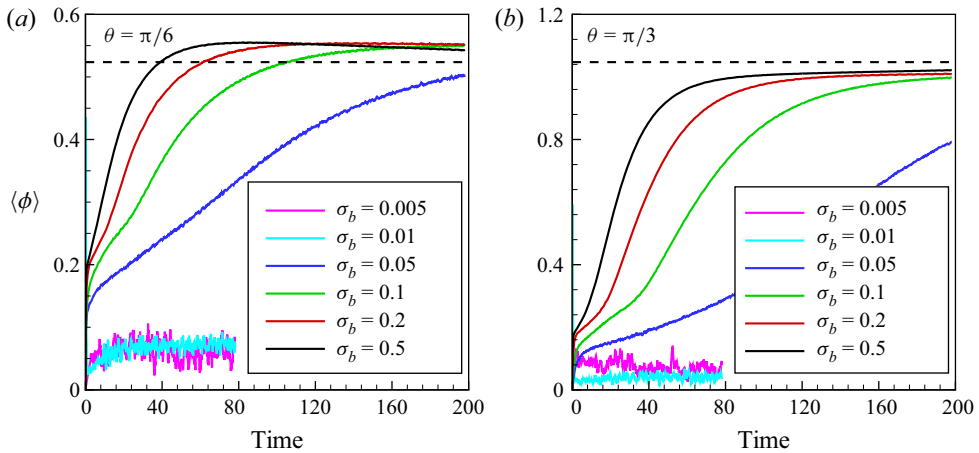 (a)
θ = π/6
0.6
0.4
⟨ϕ⟩
0.2
0
0 40 80 120 160 200
Time
σb = 0.005
σb = 0.01
σb = 0.05
σb = 0.1
σb = 0.2
σb = 0.5
(b)
θ = π/3
1.2
0.8
0.4
0
0 40 80 120 160 200
Time
σb = 0.005
σb = 0.01
σb = 0.05
σb = 0.1
σb = 0.2
σb = 0.5